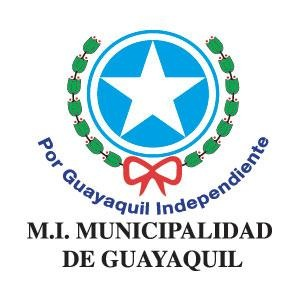 Por Guayaquil Independiente
M.I. MUNICIPALIDAD
DE GUAYAQUIL